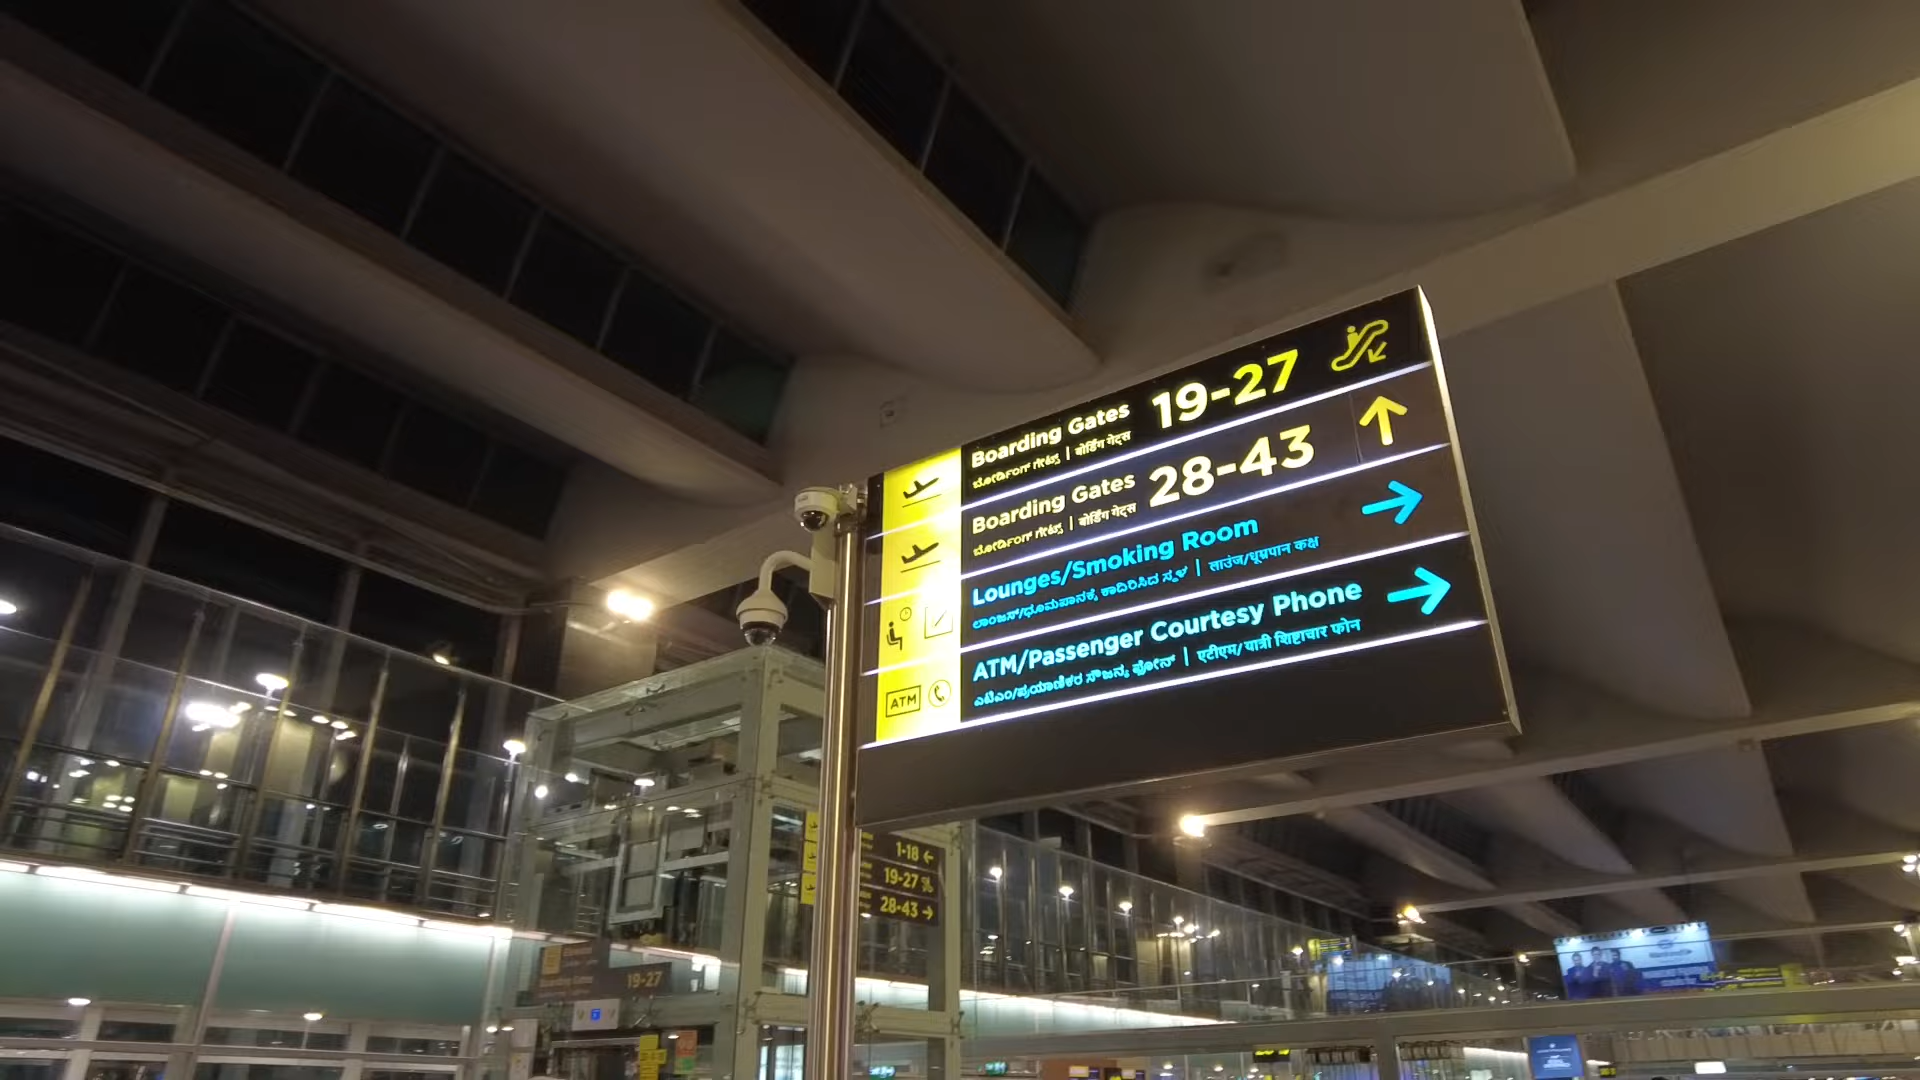 Boarding Gates 19-27
ಬೋರ್ಡಿಂಗ್ ಗೇಟ್ಸ್ | बोर्डिंग गेट्स
Boarding Gates 28-43
ಬೋರ್ಡಿಂಗ್ ಗೇಟ್ಸ್ | बोर्डिंग गेट्स
Lounges/Smoking Room
ಲಾಂಜಸ್/ಧೂಮಪಾನಕ್ಕೆ ಕಾದಿರಿಸಿದ ಸ್ಥಳ | लाउंज/धूम्रपान कक्ष
ATM/Passenger Courtesy Phone
ಎಟಿಎಂ/ಪ್ರಯಾಣಿಕರ ಸೌಜನ್ಯ ಫೋನ್ | एटीएम/यात्री शिष्टाचार फोन
ATM
1-18
19-27
28-43
19-27